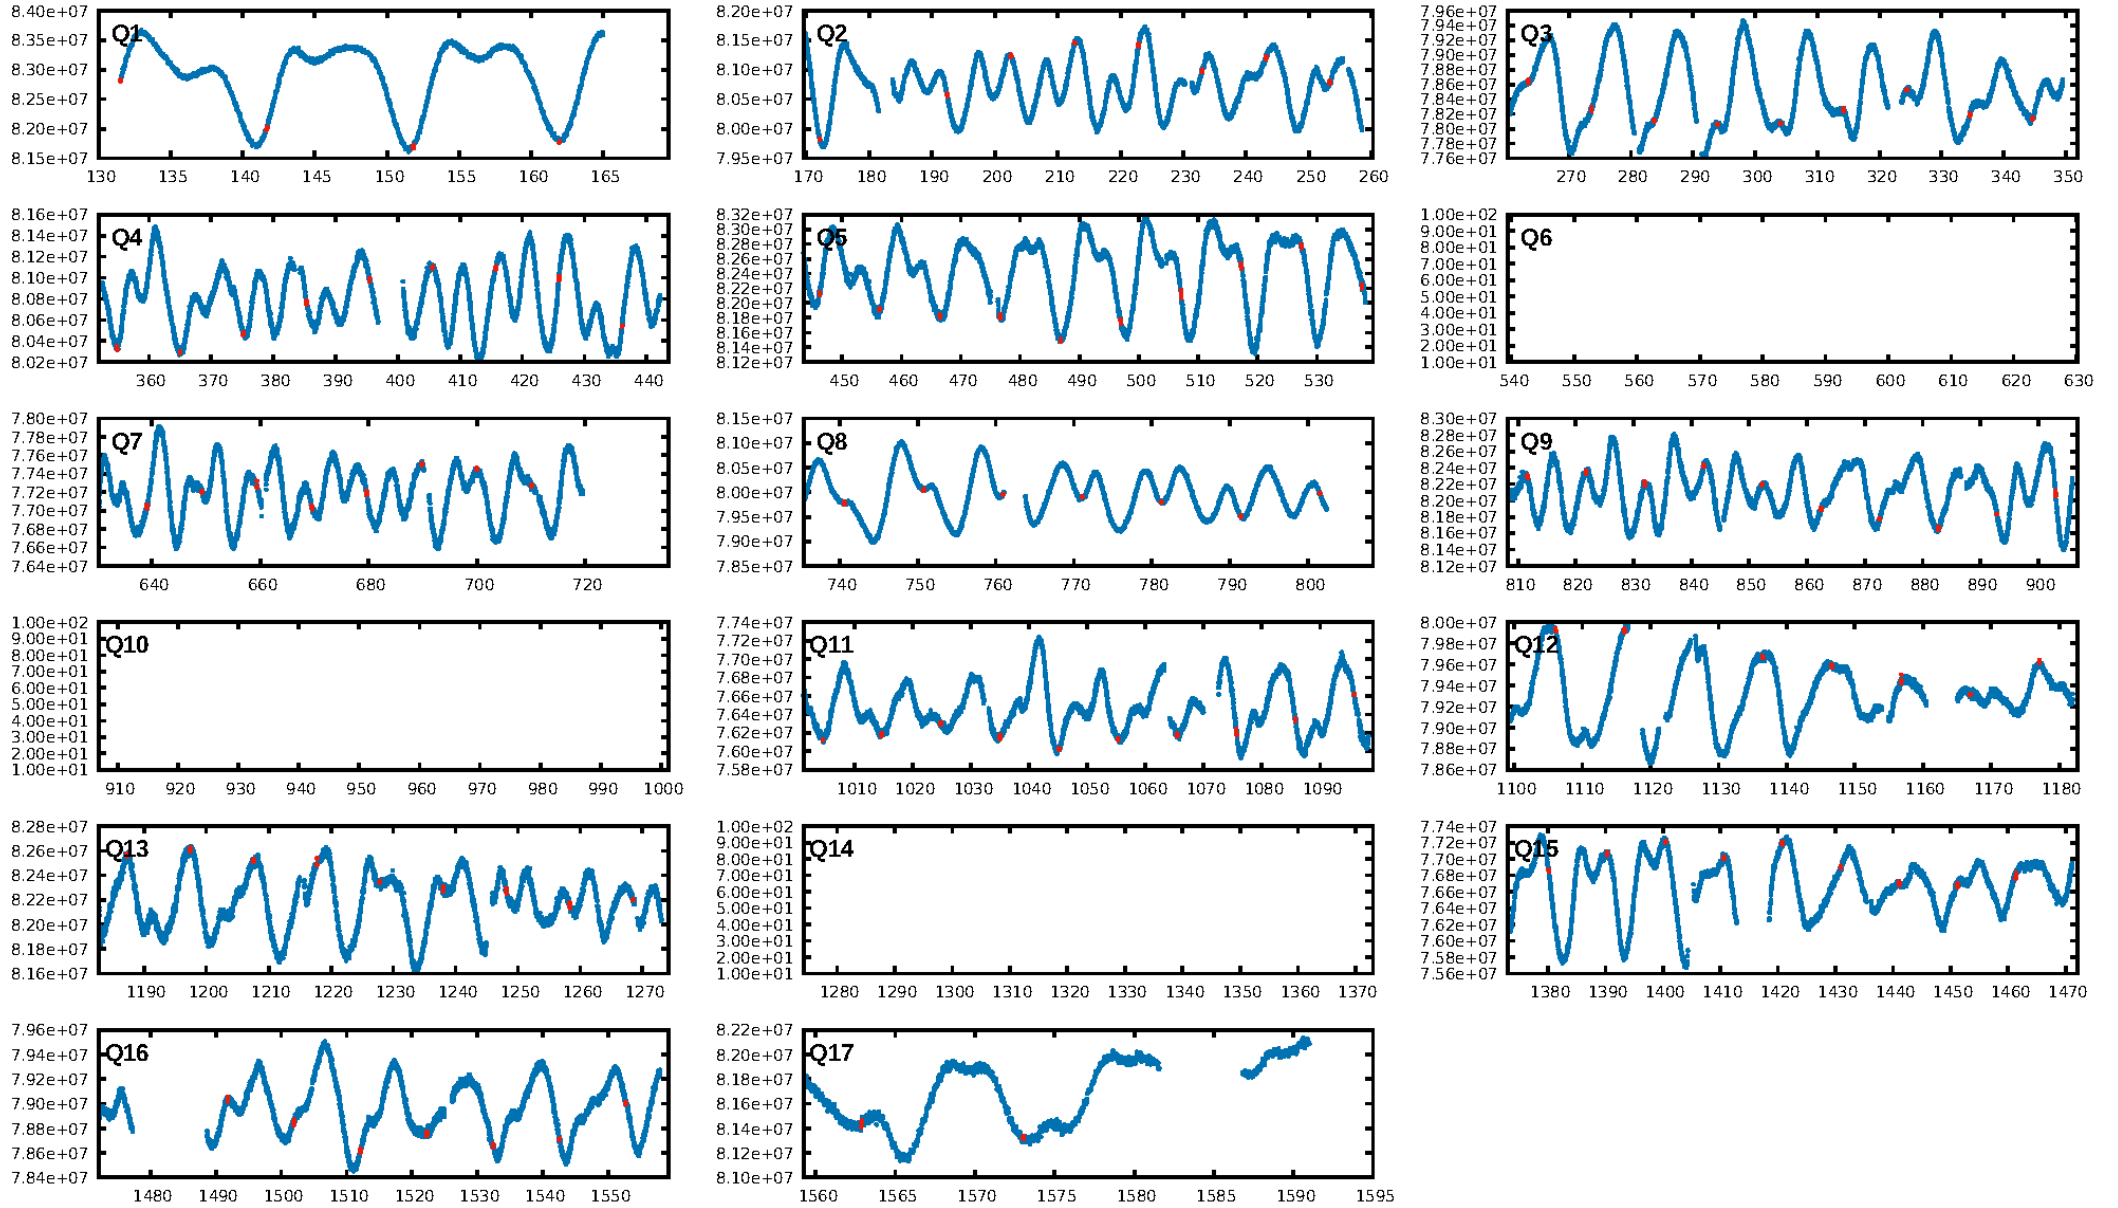 Q1
8.40e+07
8.35e+07
8.30e+07
8.25e+07
8.20e+07
8.15e+07
130 135 140 145 150 155 160 165
Q2
8.20e+07
8.15e+07
8.10e+07
8.05e+07
8.00e+07
7.95e+07
170 180 190 200 210 220 230 240 250 260
Q3
7.96e+07
7.94e+07
7.92e+07
7.90e+07
7.88e+07
7.86e+07
7.84e+07
7.82e+07
7.80e+07
7.78e+07
7.76e+07
270 280 290 300 310 320 330 340 350
Q4
8.16e+07
8.14e+07
8.12e+07
8.10e+07
8.08e+07
8.06e+07
8.04e+07
8.02e+07
360 370 380 390 400 410 420 430 440
Q5
8.32e+07
8.30e+07
8.28e+07
8.26e+07
8.24e+07
8.22e+07
8.20e+07
8.18e+07
8.16e+07
8.14e+07
8.12e+07
450 460 470 480 490 500 510 520 530
Q6
1.00e+02
9.00e+01
8.00e+01
7.00e+01
6.00e+01
5.00e+01
4.00e+01
3.00e+01
2.00e+01
1.00e+01
540 550 560 570 580 590 600 610 620 630
Q7
7.80e+07
7.78e+07
7.76e+07
7.74e+07
7.72e+07
7.70e+07
7.68e+07
7.66e+07
7.64e+07
640 660 680 700 720
Q8
8.15e+07
8.10e+07
8.05e+07
8.00e+07
7.95e+07
7.90e+07
7.85e+07
740 750 760 770 780 790 800
Q9
8.30e+07
8.28e+07
8.26e+07
8.24e+07
8.22e+07
8.20e+07
8.18e+07
8.16e+07
8.14e+07
8.12e+07
810 820 830 840 850 860 870 880 890 900
Q10
1.00e+02
9.00e+01
8.00e+01
7.00e+01
6.00e+01
5.00e+01
4.00e+01
3.00e+01
2.00e+01
1.00e+01
910 920 930 940 950 960 970 980 990 1000
Q11
7.74e+07
7.72e+07
7.70e+07
7.68e+07
7.66e+07
7.64e+07
7.62e+07
7.60e+07
7.58e+07
1010 1020 1030 1040 1050 1060 1070 1080 1090
Q12
8.00e+07
7.98e+07
7.96e+07
7.94e+07
7.92e+07
7.90e+07
7.88e+07
7.86e+07
1100 1110 1120 1130 1140 1150 1160 1170 1180
Q13
8.28e+07
8.26e+07
8.24e+07
8.22e+07
8.20e+07
8.18e+07
8.16e+07
1190 1200 1210 1220 1230 1240 1250 1260 1270
Q14
1.00e+02
9.00e+01
8.00e+01
7.00e+01
6.00e+01
5.00e+01
4.00e+01
3.00e+01
2.00e+01
1.00e+01
1280 1290 1300 1310 1320 1330 1340 1350 1360 1370
Q15
7.74e+07
7.72e+07
7.70e+07
7.68e+07
7.66e+07
7.64e+07
7.62e+07
7.60e+07
7.58e+07
7.56e+07
1380 1390 1400 1410 1420 1430 1440 1450 1460 1470
Q16
7.96e+07
7.94e+07
7.92e+07
7.90e+07
7.88e+07
7.86e+07
7.84e+07
1480 1490 1500 1510 1520 1530 1540 1550
Q17
8.22e+07
8.20e+07
8.18e+07
8.16e+07
8.14e+07
8.13e+07
8.10e+07
1560 1565 1570 1575 1580 1585 1590 1595